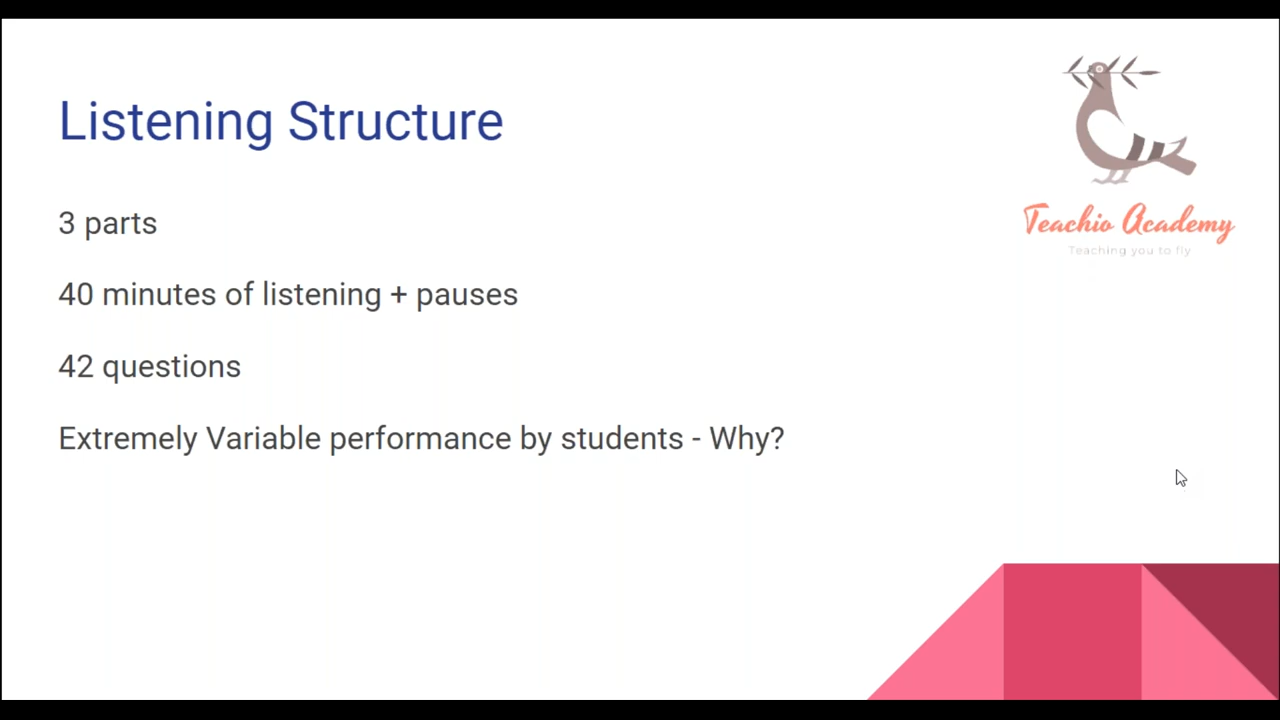 Listening Structure
3 parts
40 minutes of listening + pauses
42 questions
Extremely Variable performance by students - Why?
Teachio Academy
Teaching you to fly